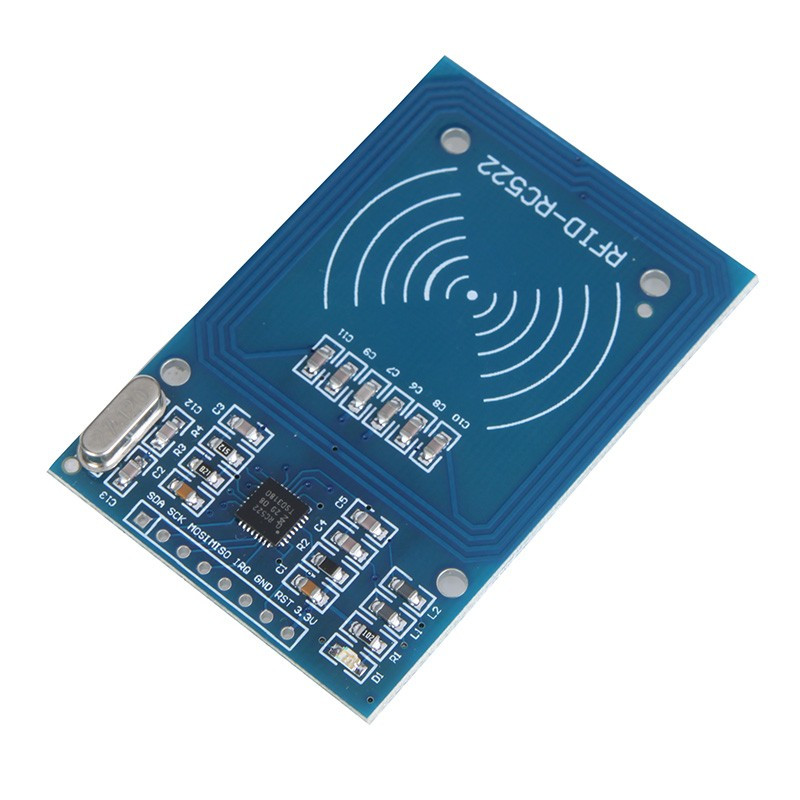 RFID-RC522
C11
C9
C7
C6
C8
C10
C12
C3
R4
R3
C2
C13
SDA SCK MOSI MISO IRQ GND RST 3.3V
RC522
C5
C4
R2
C1
L2
L1
R1
D1